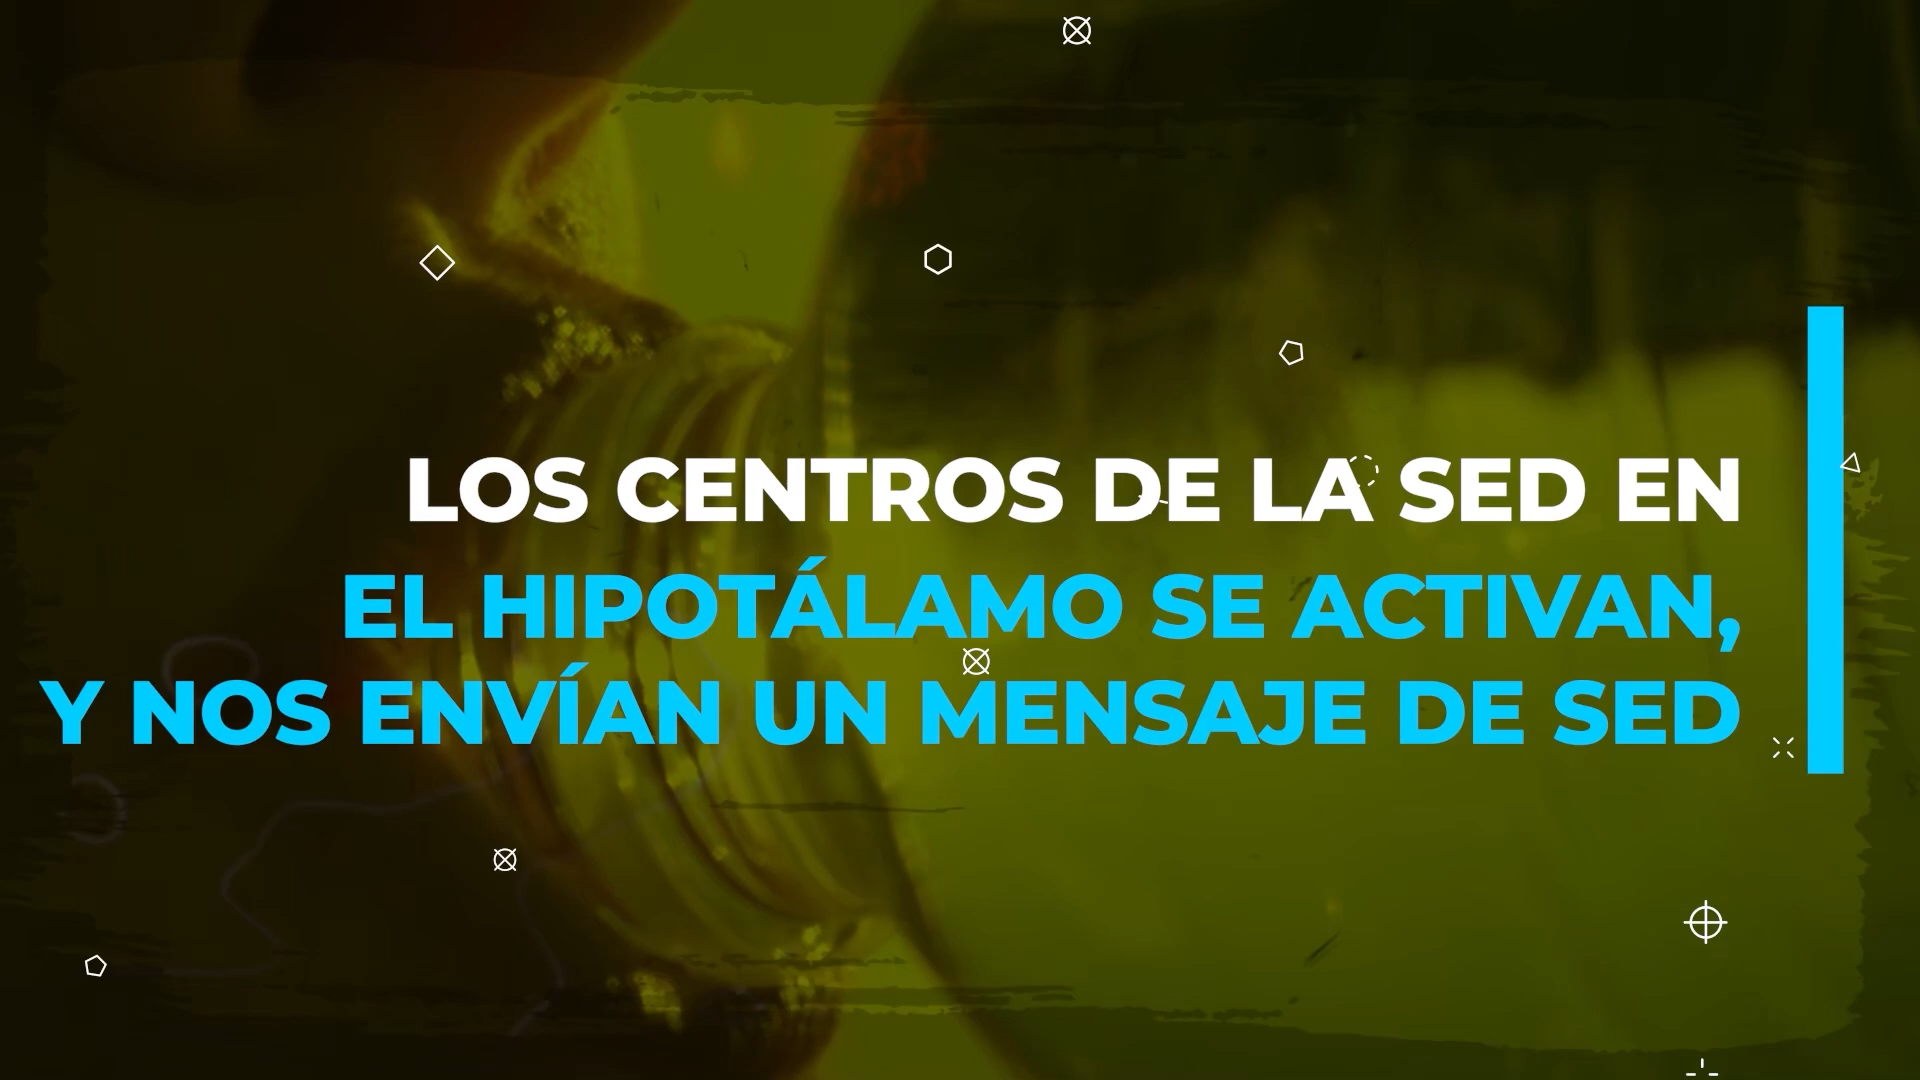 LOS CENTROS DE LA SED EN
EL HIPOTÁLAMO SE ACTIVAN,
Y NOS ENVÍAN UN MENSAJE DE SED